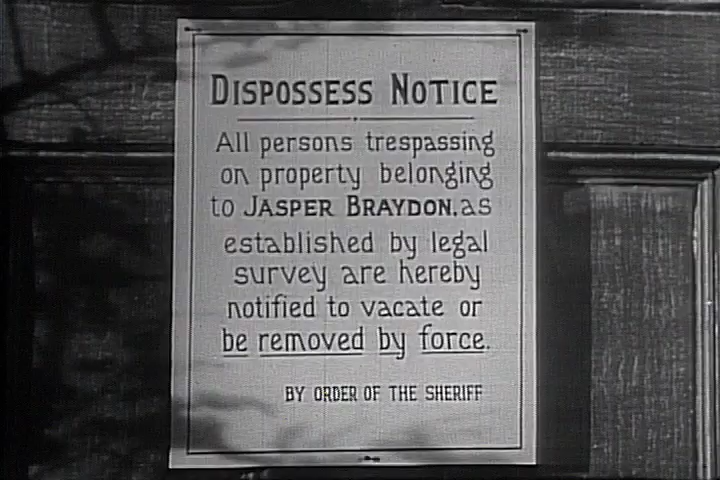 DISPOSSESS NOTICE
All persons trespassing
on property belonging
to JASPER BRAYDON, as
established by legal
survey are hereby
notified to vacate or
be removed by force.
BY ORDER OF THE SHERIFF